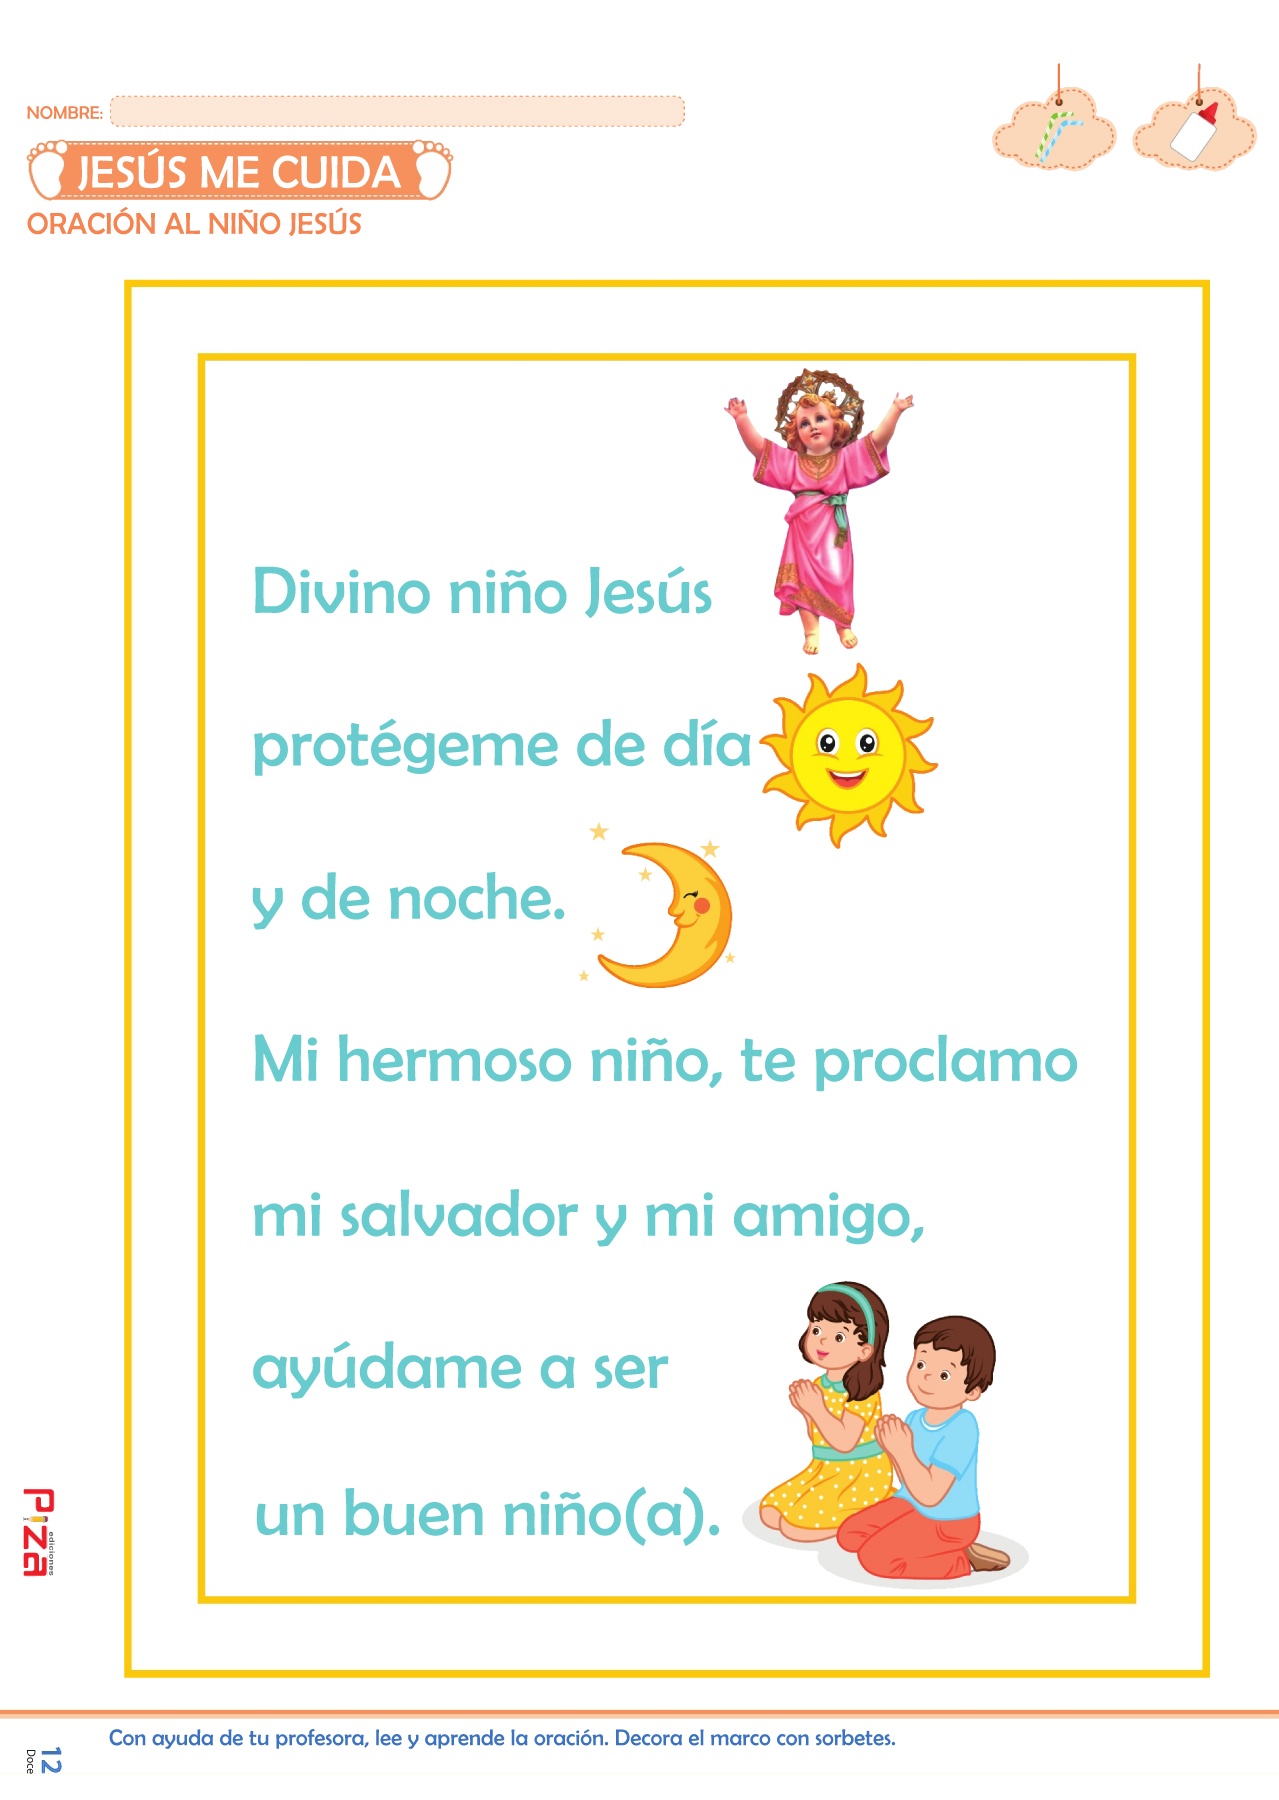 NOMBRE:
JESÚS ME CUIDA
ORACIÓN AL NIÑO JESÚS
Divino niño Jesús
protégeme de día
y de noche.
Mi hermoso niño, te proclamo
mi salvador y mi amigo,
ayúdame a ser
un buen niño(a).
piza
ediciones
Con ayuda de tu profesora, lee y aprende la oración. Decora el marco con sorbetes.
12
Doce